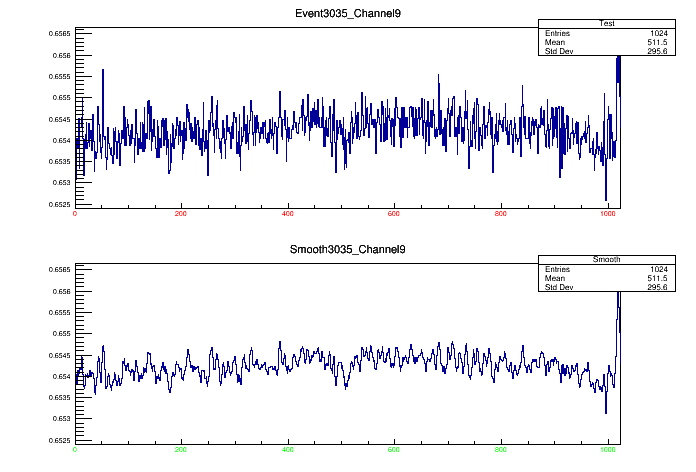 Event3035_Channel9
Test
Entries 1024
Mean 511.5
Std Dev 295.6
0.6565
0.656
0.6555
0.655
0.6545
0.654
0.6535
0.653
0.6525
0 200 400 600 800 1000
Smooth3035_Channel9
Smooth
Entries 1024
Mean 511.5
Std Dev 295.6
0.6565
0.656
0.6555
0.655
0.6545
0.654
0.6535
0.653
0.6525
0 200 400 600 800 1000